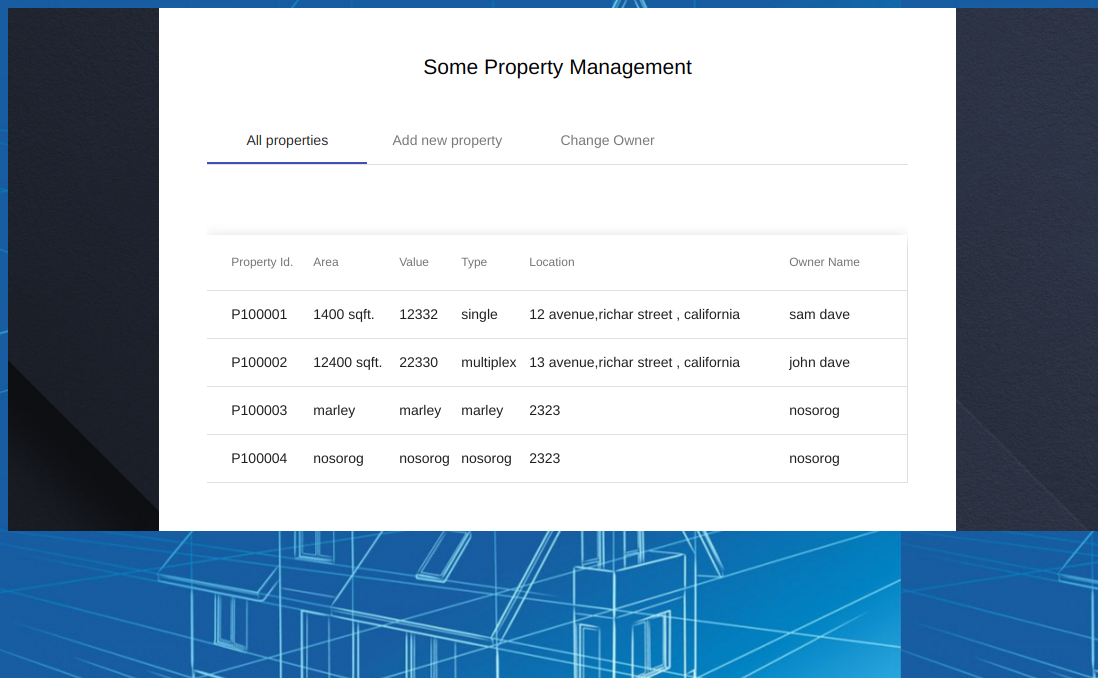 Some Property Management
All properties Add new property Change Owner
Property Id. Area Value Type Location Owner Name
P100001 1400 sqft. 12332 single 12 avenue,richar street , california sam dave
P100002 12400 sqft. 22330 multiplex 13 avenue,richar street , california john dave
P100003 marley marley marley 2323 nosorog
P100004 nosorog nosorog nosorog 2323 nosorog